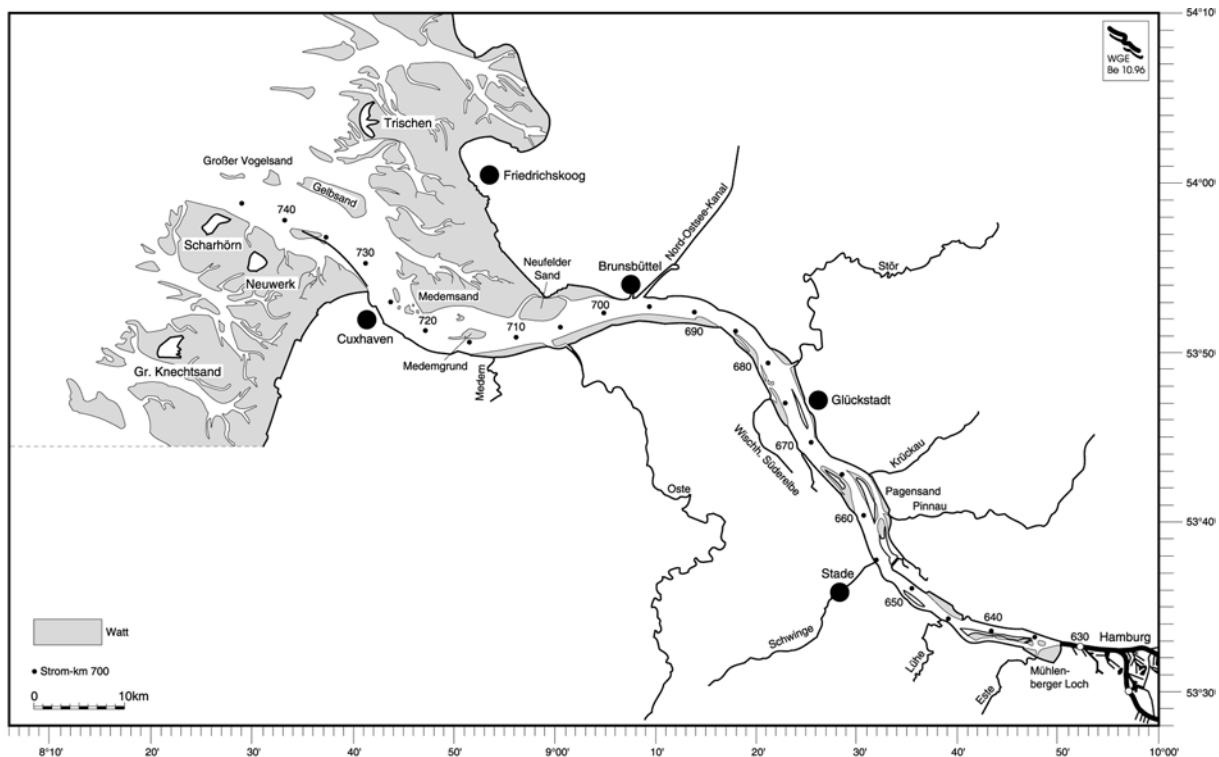 54°10'
WGE
Be 10.96
Trischen
Großer Vogelsand
Friedrichskoog
Gelbsand
54°00'
740
Nord-Ostsee-Kanal
Scharhörn
730
Neufelder
Sand
Brunsbüttel
Stör
Neuwerk
Medemsand
700
720
710
690
Cuxhaven
Medemgrund
Medem
53°50'
Gr. Knechtsand
680
Glückstadt
670
Wischh. Süderelbe
Krückau
Oste
Pagensand
Pinnau
660
53°40'
Stade
650
640
Watt
Schwinge
630
Hamburg
Lühe
Strom-km 700
Este
Mühlen-
berger Loch
0 10km
53°30'
8°10' 20' 30' 40' 50' 9°00' 10' 20' 30' 40' 50' 10°00'